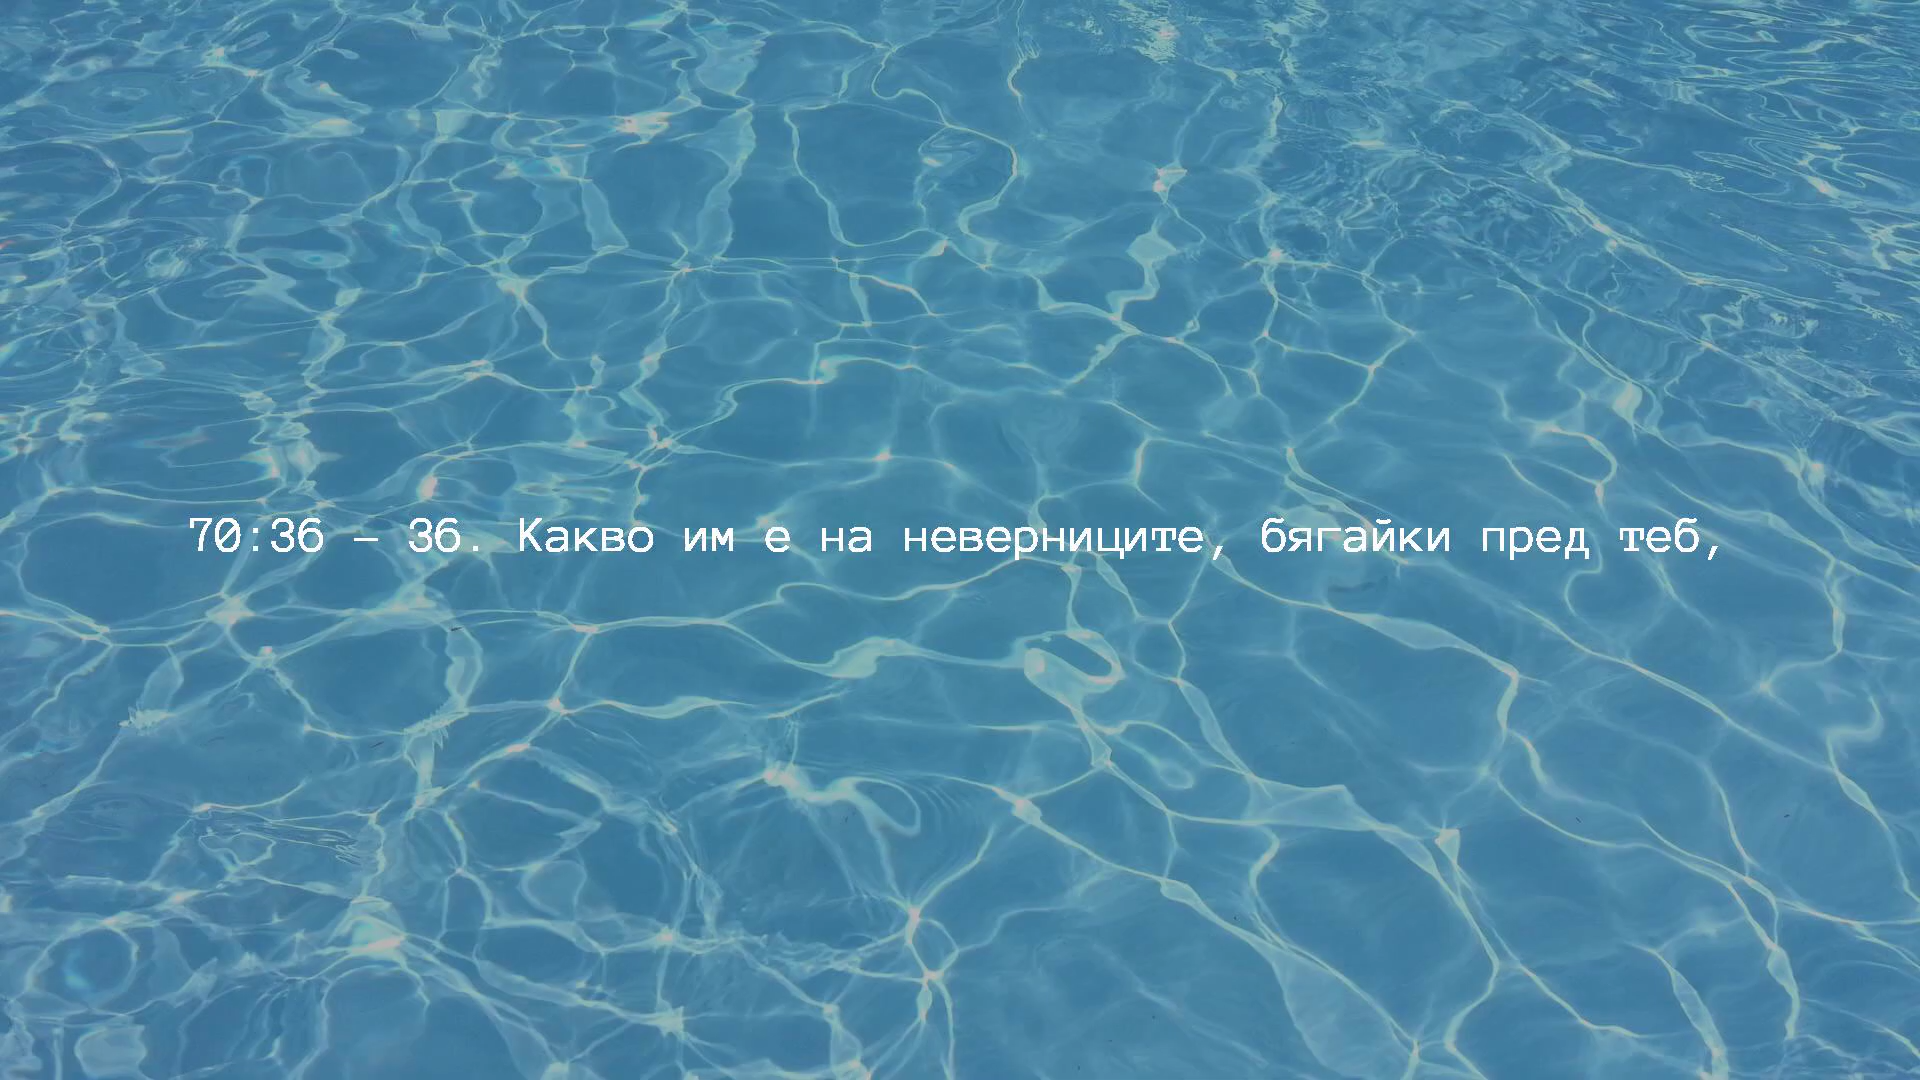 70:36 – 36. Какво им е на неверниците, бягайки пред теб,